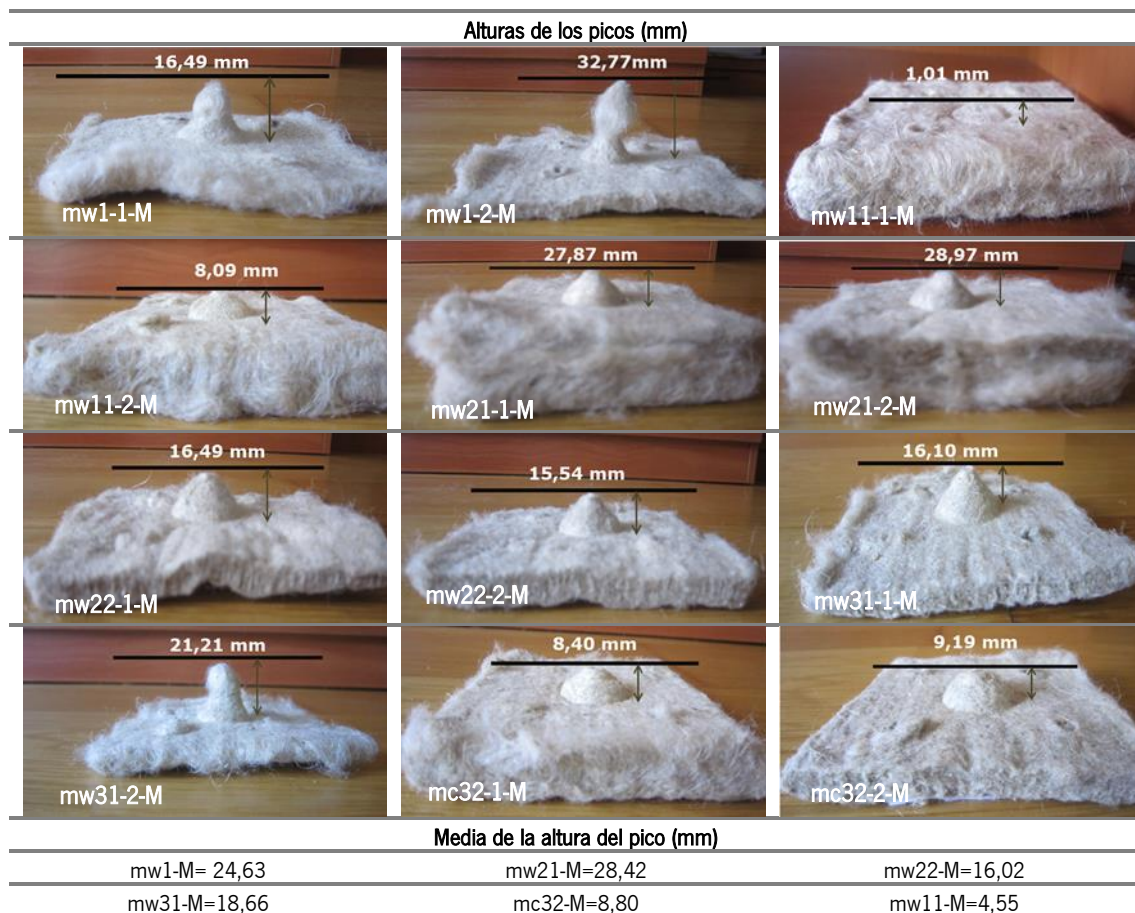 Alturas de los picos (mm)
16,49 mm
32,77mm
1,01 mm
mw1-1-M
mw1-2-M
mw11-1-M
8,09 mm
27,87 mm
28,97 mm
mw11-2-M
mw21-1-M
mw21-2-M
16,49 mm
15,54 mm
16,10 mm
mw22-1-M
mw22-2-M
mw31-1-M
21,21 mm
8,40 mm
9,19 mm
mw31-2-M
mc32-1-M
mc32-2-M
Media de la altura del pico (mm)
mw1-M= 24,63
mw21-M=28,42
mw22-M=16,02
mw31-M=18,66
mc32-M=8,80
mw11-M=4,55